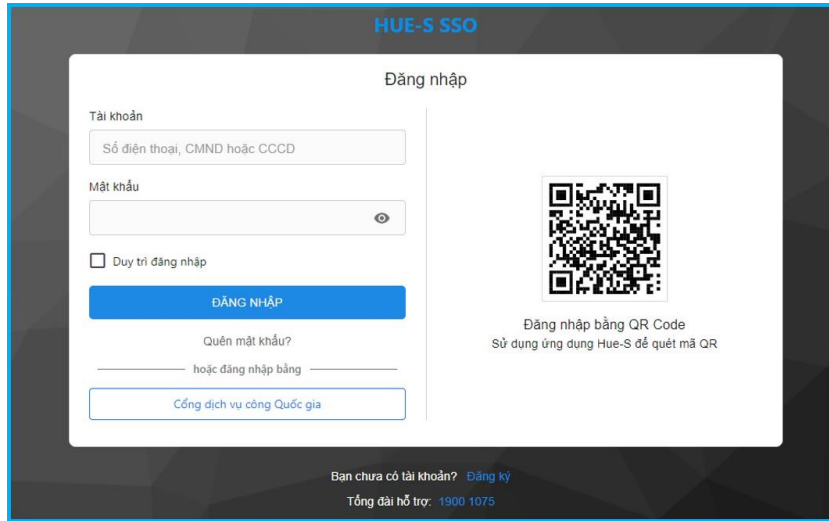 HUE-S SSO
Đăng nhập
Tài khoản
Số điện thoại, CMND hoặc CCCD
Mật khẩu
Duy trì đăng nhập
ĐĂNG NHẬP
Quên mật khẩu?
hoặc đăng nhập bằng
Cổng dịch vụ công Quốc gia
Đăng nhập bằng QR Code
Sử dụng ứng dụng Hue-S để quét mã QR
Bạn chưa có tài khoản? Đăng ký
Tổng đài hỗ trợ: 1900 1075